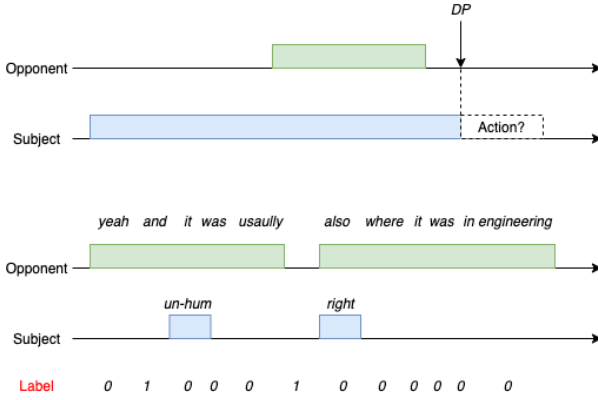 DP
Opponent
Subject
Action?
yeah and it was usaully also where it was in engineering
Opponent
un-hum right
Subject
Label 0 1 0 0 0 1 0 0 0 0 0 0